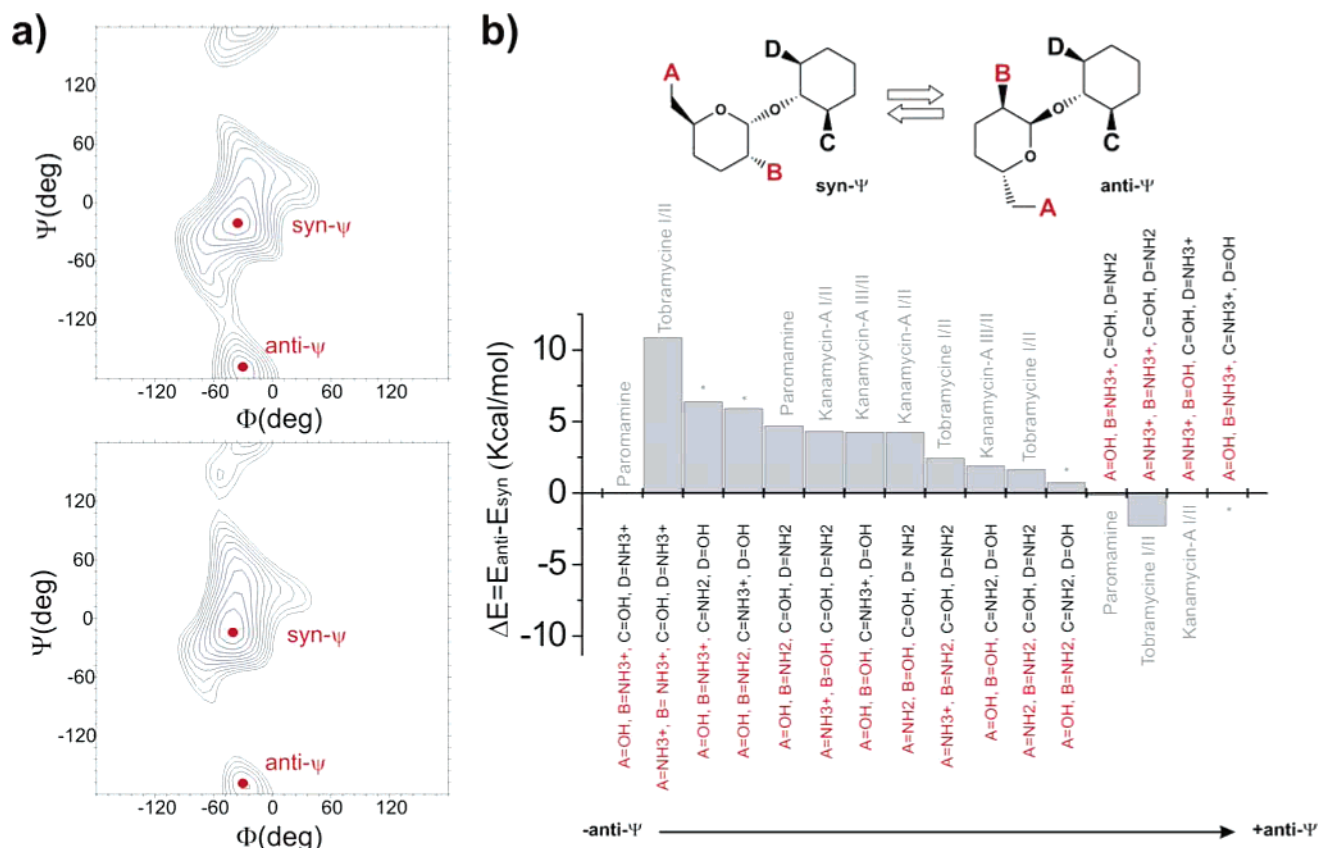 a)
Ψ(deg)
120
60
0
-60
-120
syn-ψ
anti-ψ
-120 -60 0 60 120
Φ(deg)
Ψ(deg)
120
60
0
-60
-120
syn-ψ
anti-ψ
-120 -60 0 60 120
Φ(deg)
b)
A
O
O
D
C
B
syn-Ψ
B
D
O
O
C
A
anti-Ψ
ΔE=Eanti-Esyn (Kcal/mol)
10
5
0
-5
-10
Paromamine
Tobramycine I/II
*
*
Paromamine
Kanamycin-A I/II
Kanamycin-A III/II
Kanamycin-A I/II
Tobramycine I/II
Kanamycin-A III/II
Tobramycine I/II
*
A=OH, B=NH3+, C=OH, D=NH2
A=NH3+, B=NH3+, C=OH, D=NH2
A=NH3+, B=OH, C=OH, D=NH3+
A=OH, B=NH3+, C=NH3+, D=OH
A=OH, B=NH3+, C=OH, D=NH3+
A=NH3+, B= NH3+, C=OH, D=NH3+
A=OH, B=NH3+, C=NH2, D=OH
A=OH, B=NH2, C=NH3+, D=OH
A=OH, B=NH2, C=OH, D=NH2
A=NH3+, B=OH, C=OH, D=NH2
A=OH, B=OH, C=NH3+, D=OH
A=NH2, B=OH, C=OH, D= NH2
A=NH3+, B=NH2, C=OH, D=NH2
A=OH, B=OH, C=NH2, D=OH
A=NH2, B=NH2, C=OH, D=NH2
A=OH, B=NH2, C=NH2, D=OH
Paromamine
Tobramycine I/II
Kanamycin-A I/II
*
-anti-Ψ
+anti-Ψ